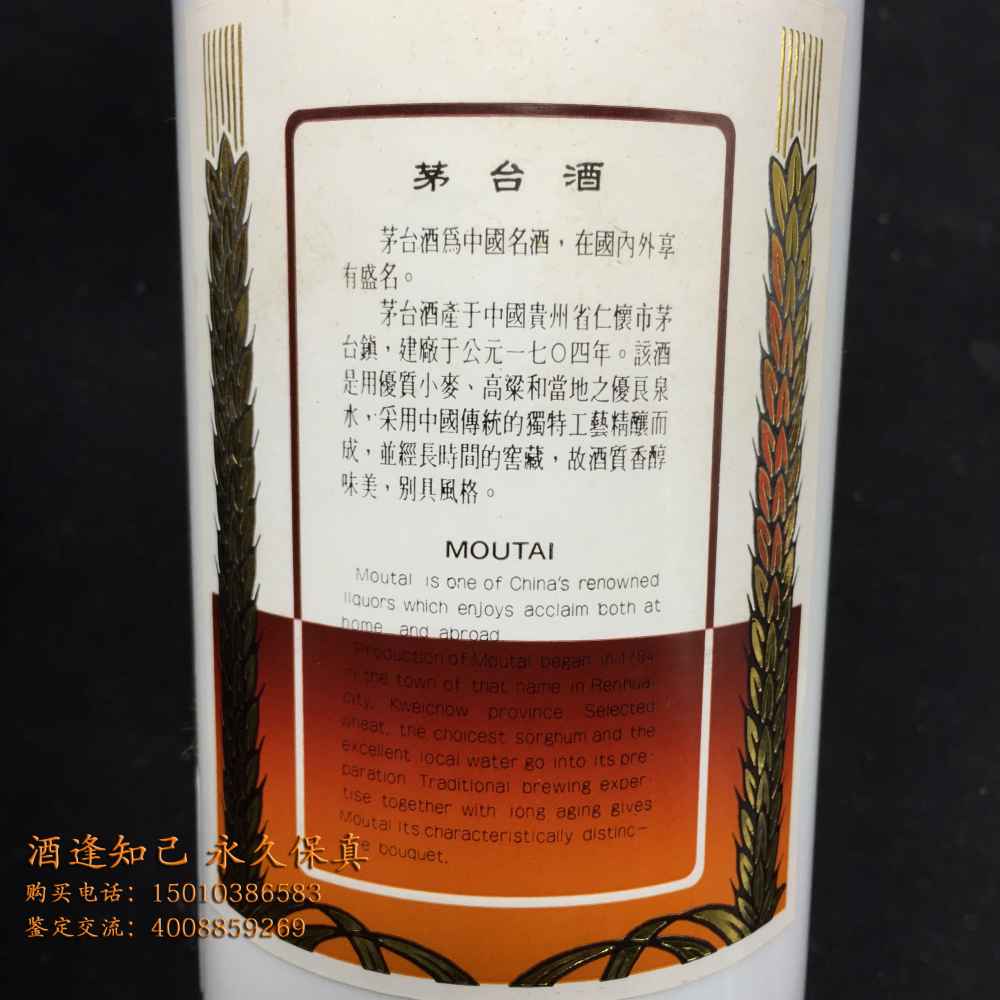 茅台酒
茅台酒爲中國名酒，在國内外享
有盛名。
茅台酒產于中國貴州省仁懷市茅
台鎮，建廠于公元一七〇四年。該酒
是用優質小麥、高粱和當地之優良泉
水，采用中國傳統的獨特工藝精釀而
成，並經長時間的窖藏，故酒質香醇
味美，别具風格。
MOUTAI
Moutai is one of China's renowned
liquors which enjoys acclaim both at
home and abroad
Production of Moutai began in 1704
in the town of that name in Renhuai
city, Kweichow province Selected
wheat, the choicest sorghum and the
excellent local water go into its pre-
paration Traditional brewing exper-
tise together with long aging gives
Moutai its characteristically distinc-
bouquet.
酒逢知己 永久保真
购买电话：15010386583
鉴定交流：4008859269